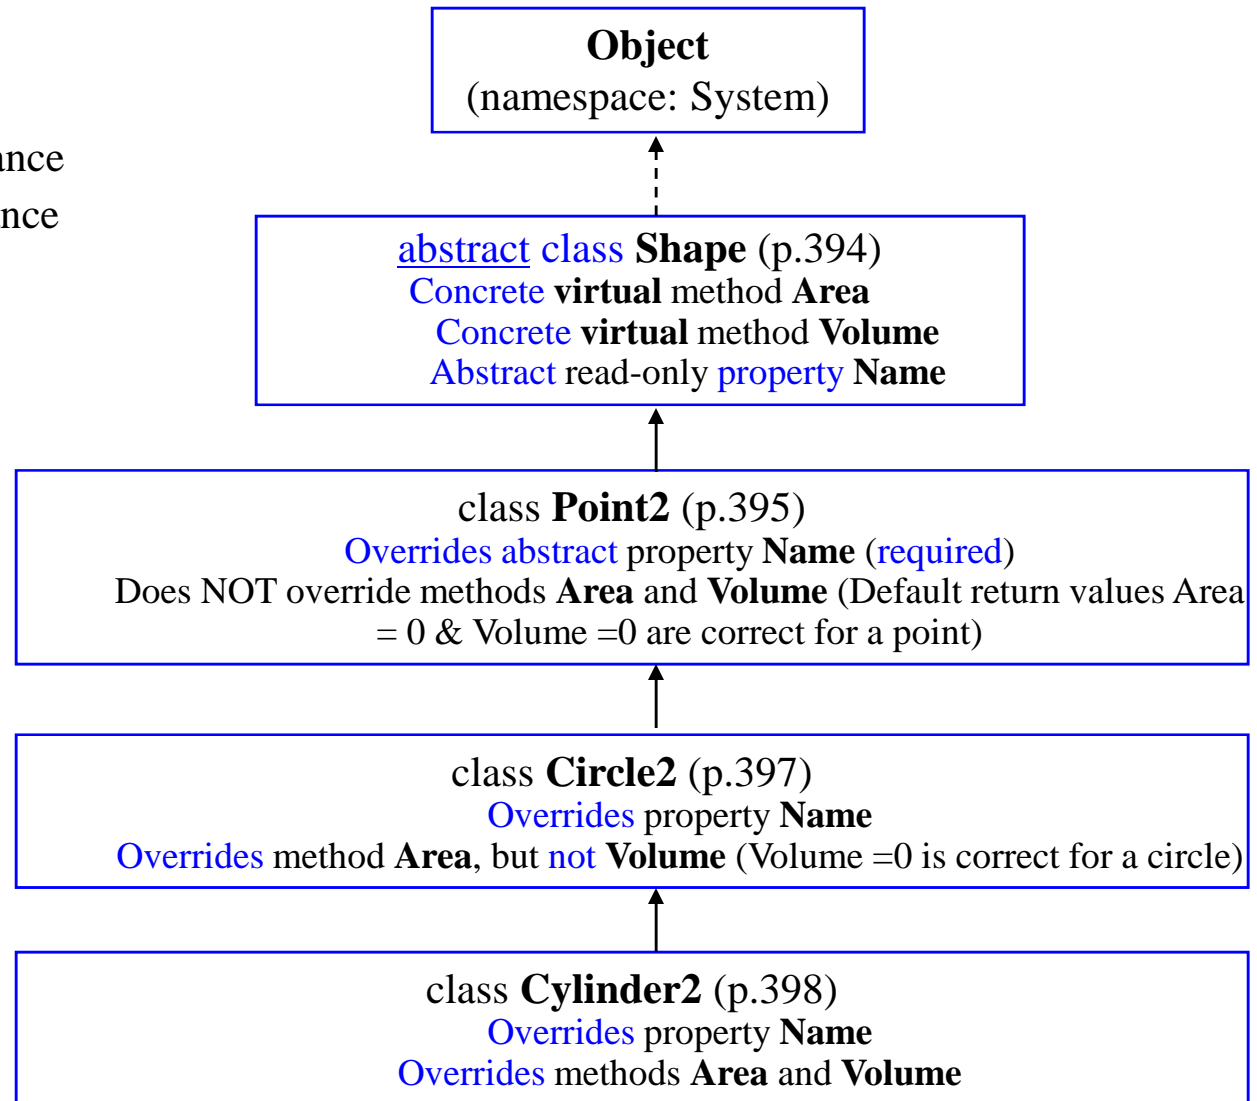 Object
(namespace: System)
ance
ance
abstract class Shape (p.394)
Concrete virtual method Area
Concrete virtual method Volume
Abstract read-only property Name
class Point2 (p.395)
Overrides abstract property Name (required)
Does NOT override methods Area and Volume (Default return values Area
= 0 & Volume =0 are correct for a point)
class Circle2 (p.397)
Overrides property Name
Overrides method Area, but not Volume (Volume =0 is correct for a circle)
class Cylinder2 (p.398)
Overrides property Name
Overrides methods Area and Volume